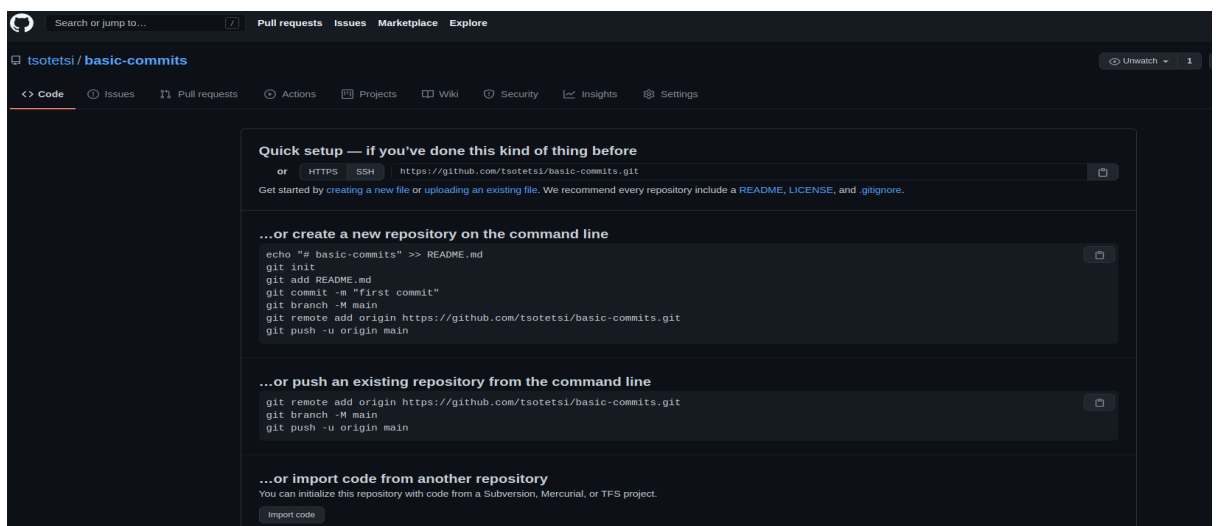 Search or jump to… /
Pull requests Issues Marketplace Explore
tsotetsi / basic-commits
Unwatch 1
<> Code Issues Pull requests Actions Projects Wiki Security Insights Settings
Quick setup — if you’ve done this kind of thing before
or HTTPS SSH https://github.com/tsotetsi/basic-commits.git
Get started by creating a new file or uploading an existing file. We recommend every repository include a README, LICENSE, and .gitignore.
…or create a new repository on the command line
echo "# basic-commits" >> README.md
git init
git add README.md
git commit -m "first commit"
git branch -M main
git remote add origin https://github.com/tsotetsi/basic-commits.git
git push -u origin main
…or push an existing repository from the command line
git remote add origin https://github.com/tsotetsi/basic-commits.git
git branch -M main
git push -u origin main
…or import code from another repository
You can initialize this repository with code from a Subversion, Mercurial, or TFS project.
Import code